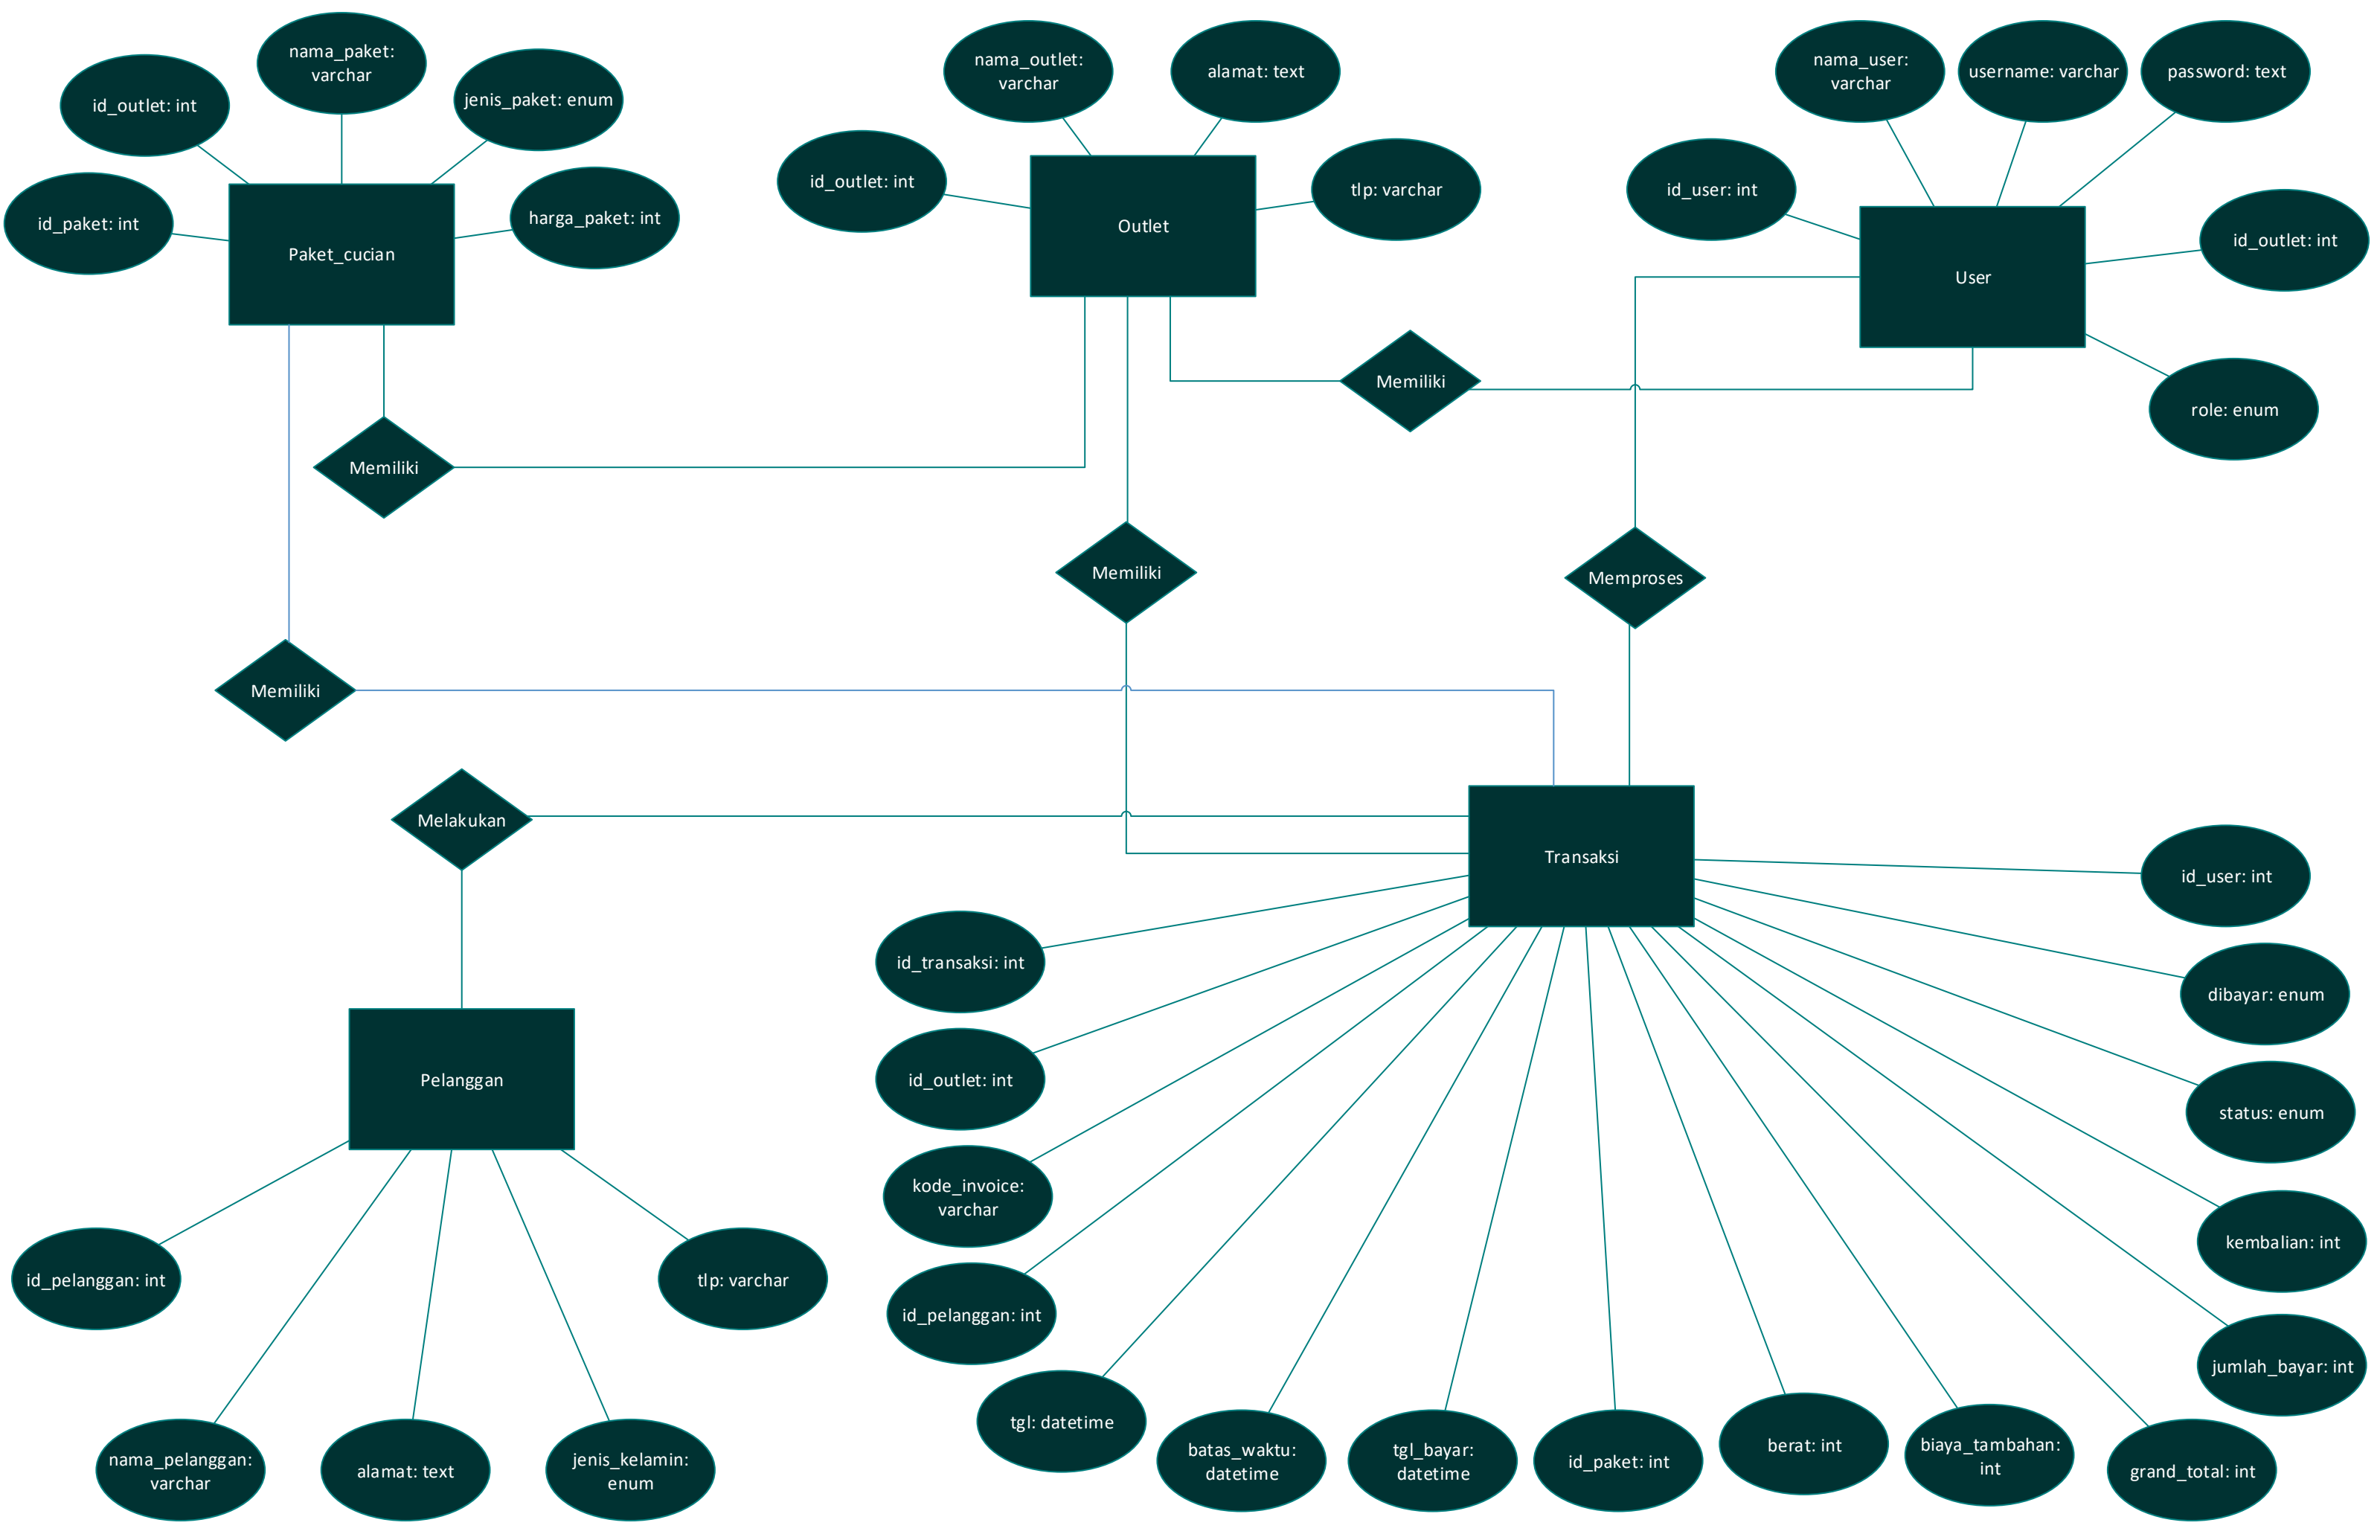 nama_paket:
varchar
id_outlet: int
jenis_paket: enum
id_paket: int
harga_paket: int
Paket_cucian
nama_outlet:
varchar
alamat: text
id_outlet: int
tlp: varchar
Outlet
nama_user:
varchar
username: varchar
password: text
id_user: int
id_outlet: int
User
role: enum
Memiliki
Memiliki
Memiliki
Memproses
Memiliki
Melakukan
Transaksi
Pelanggan
id_pelanggan: int
tlp: varchar
nama_pelanggan:
varchar
alamat: text
jenis_kelamin:
enum
id_transaksi: int
id_outlet: int
kode_invoice:
varchar
id_pelanggan: int
tgl: datetime
batas_waktu:
datetime
tgl_bayar:
datetime
id_paket: int
berat: int
biaya_tambahan:
int
grand_total: int
jumlah_bayar: int
kembalian: int
status: enum
dibayar: enum
id_user: int